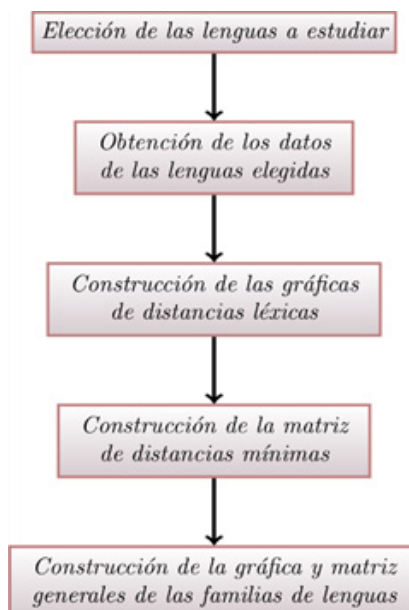 Elección de las lenguas a estudiar
Obtención de los datos
de las lenguas elegidas
Construcción de las gráficas
de distancias léxicas
Construcción de la matriz
de distancias mínimas
Construcción de la gráfica y matriz
generales de las familias de lenguas